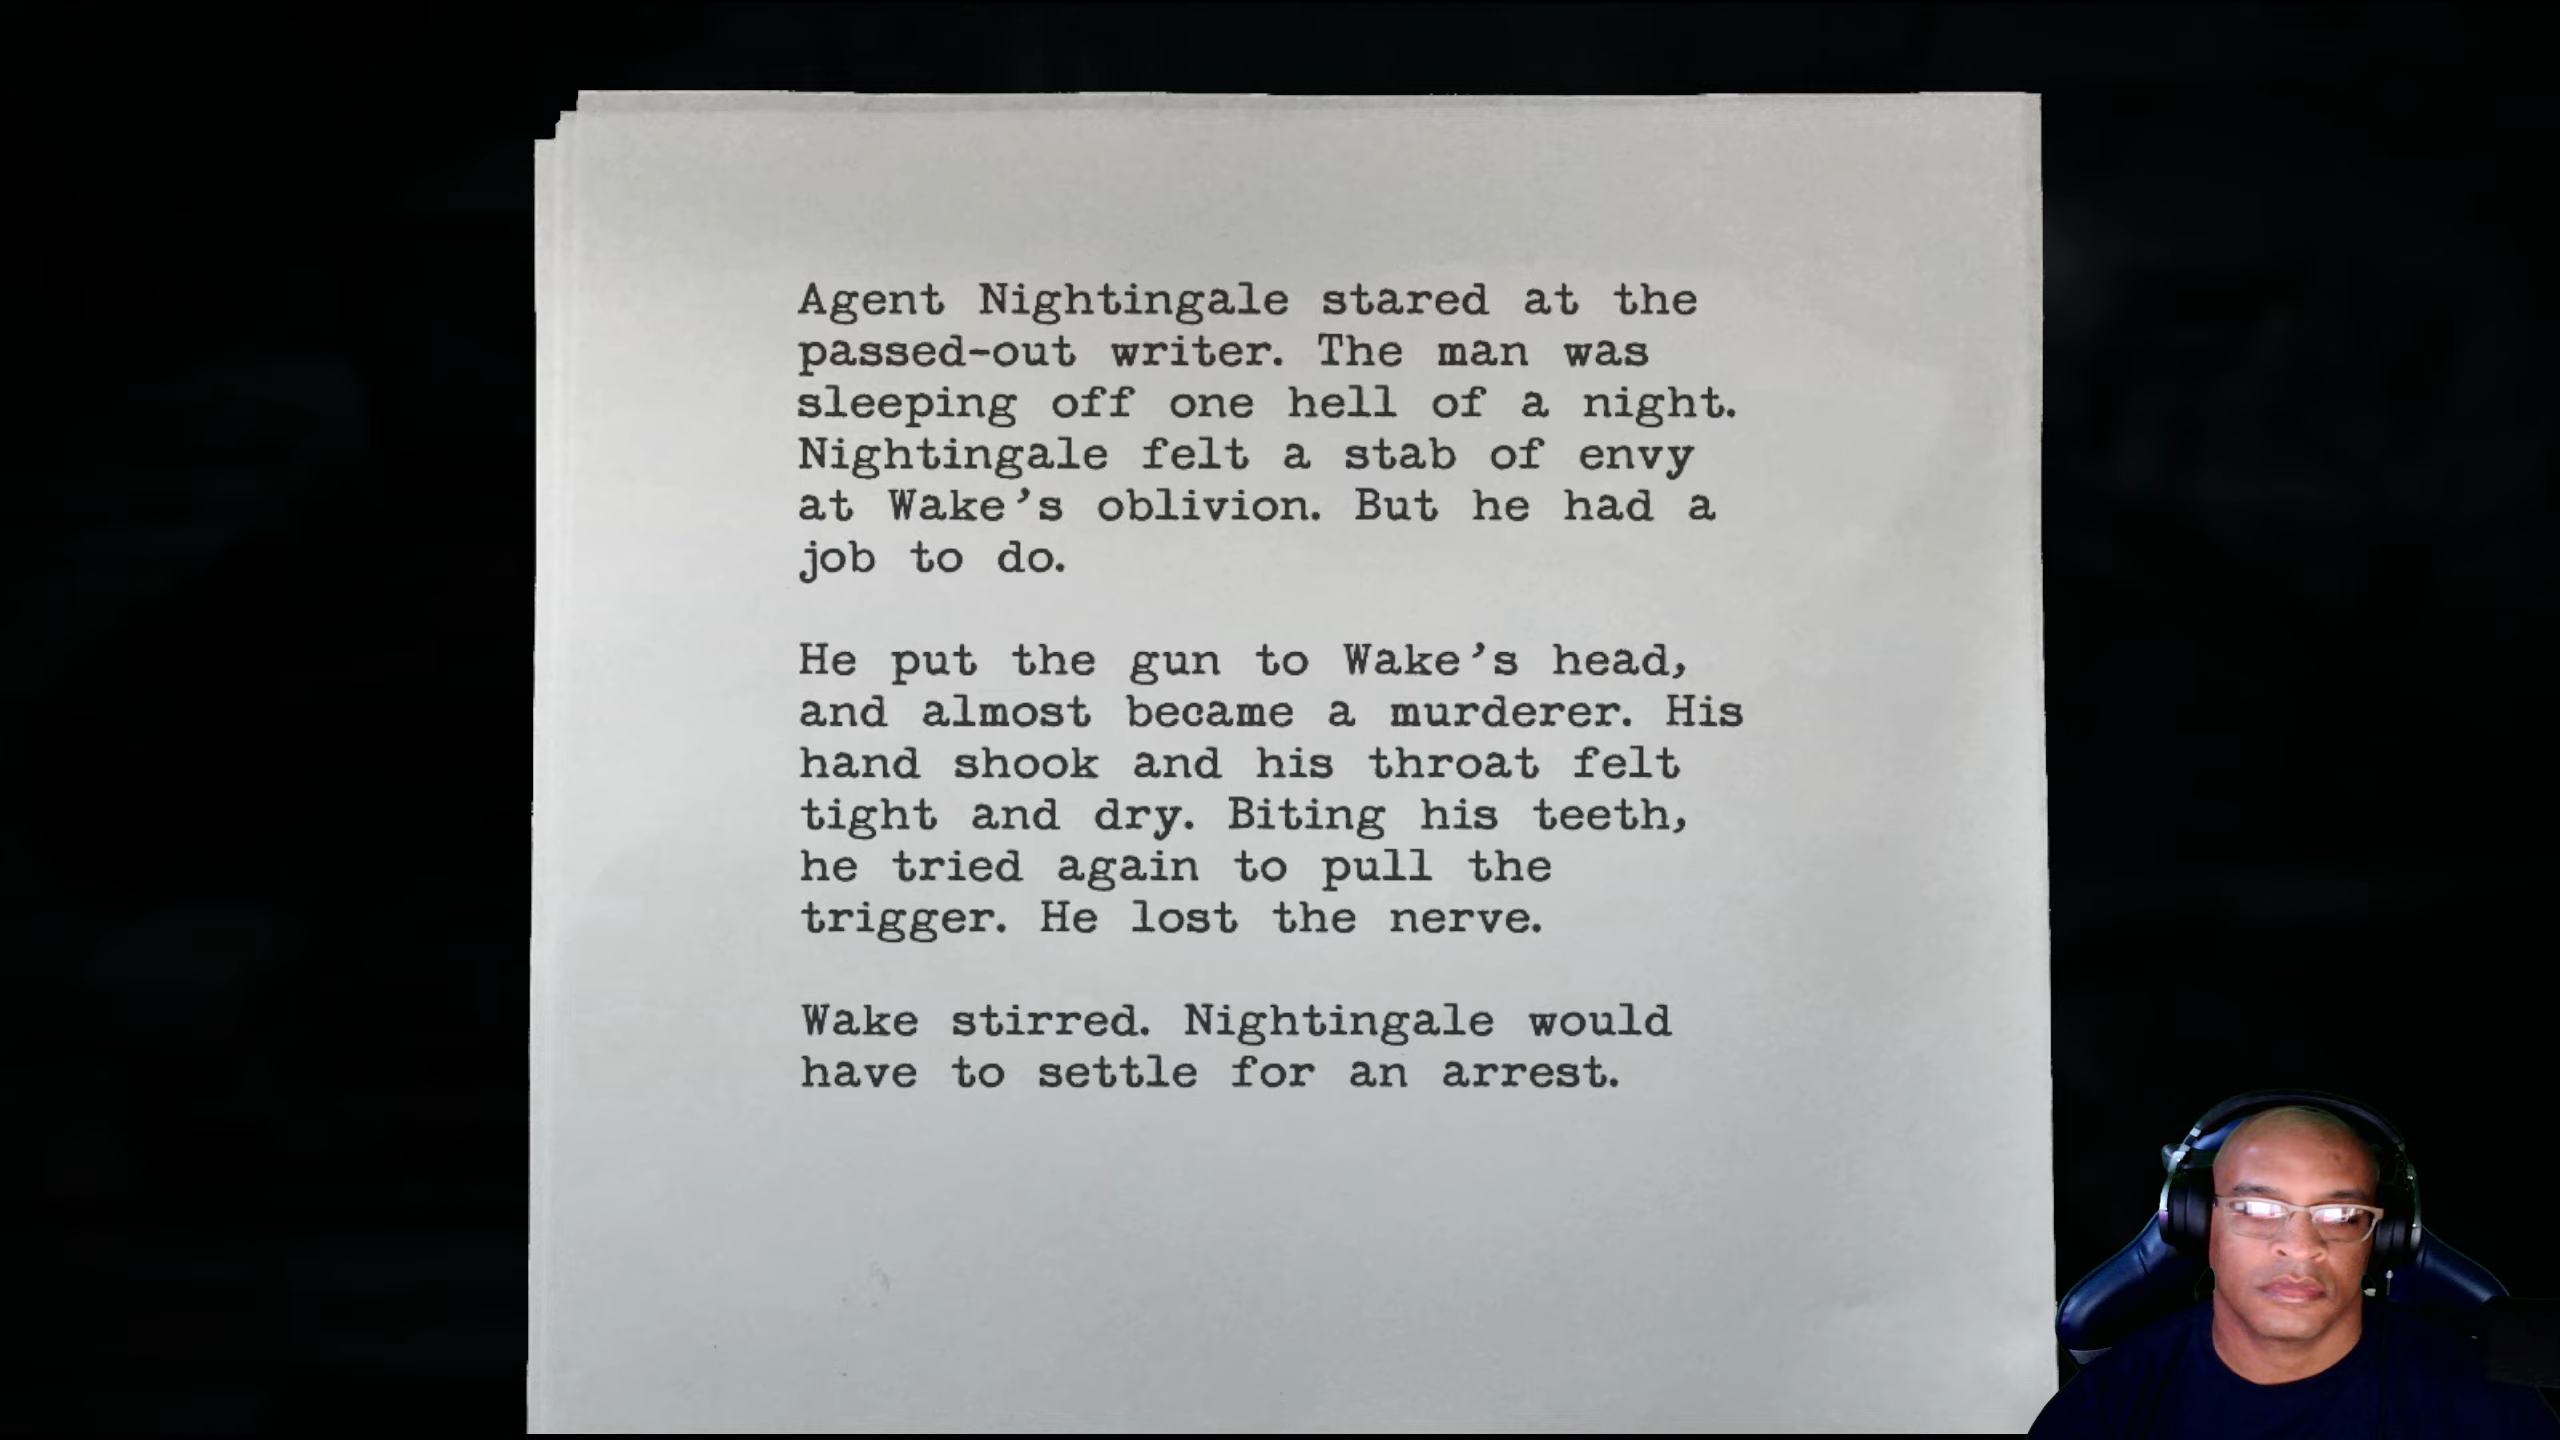 Agent Nightingale stared at the
passed-out writer. The man was
sleeping off one hell of a night.
Nightingale felt a stab of envy
at Wake’s oblivion. But he had a
job to do.
He put the gun to Wake’s head,
and almost became a murderer. His
hand shook and his throat felt
tight and dry. Biting his teeth,
he tried again to pull the
trigger. He lost the nerve.
Wake stirred. Nightingale would
have to settle for an arrest.